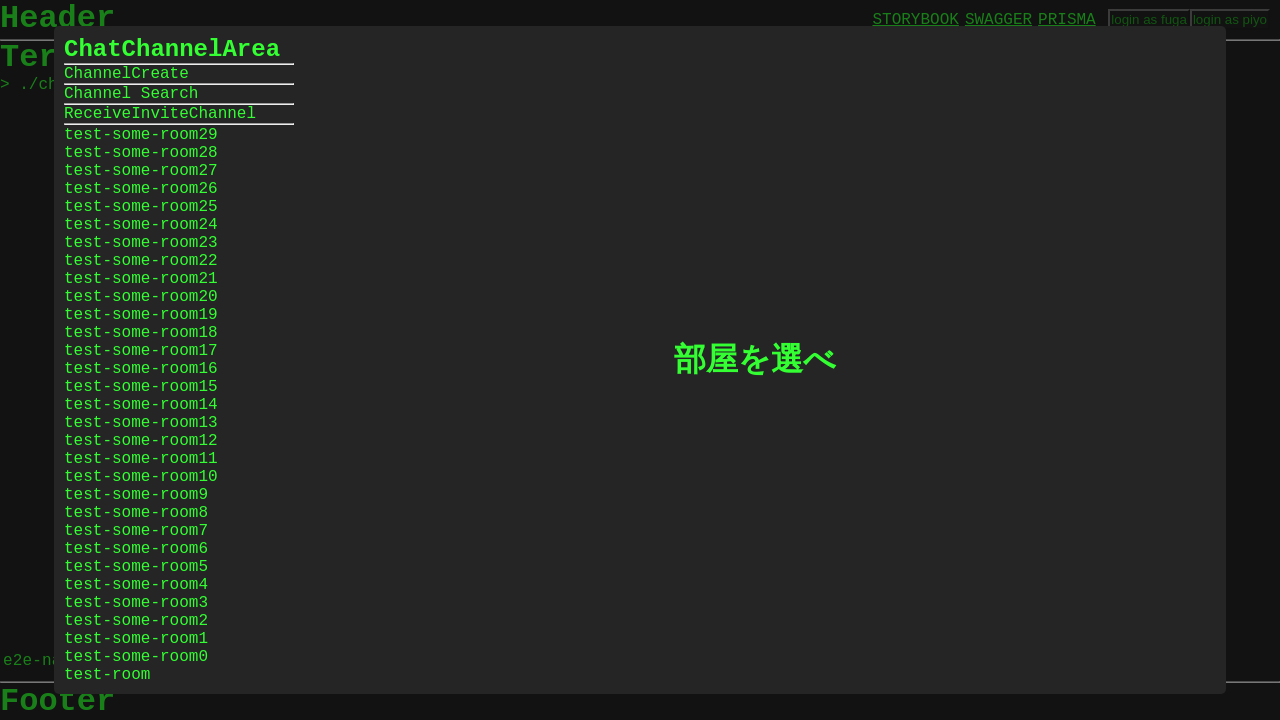 Header
STORYBOOK SWAGGER PRISMA login as fuga login as piyo
Ter
> ./ch
ChatChannelArea
ChannelCreate
Channel Search
ReceiveInviteChannel
test-some-room29
test-some-room28
test-some-room27
test-some-room26
test-some-room25
test-some-room24
test-some-room23
test-some-room22
test-some-room21
test-some-room20
test-some-room19
test-some-room18
test-some-room17
test-some-room16
test-some-room15
test-some-room14
test-some-room13
test-some-room12
test-some-room11
test-some-room10
test-some-room9
test-some-room8
test-some-room7
test-some-room6
test-some-room5
test-some-room4
test-some-room3
test-some-room2
test-some-room1
test-some-room0
test-room
部屋を選べ
e2e-na
Footer